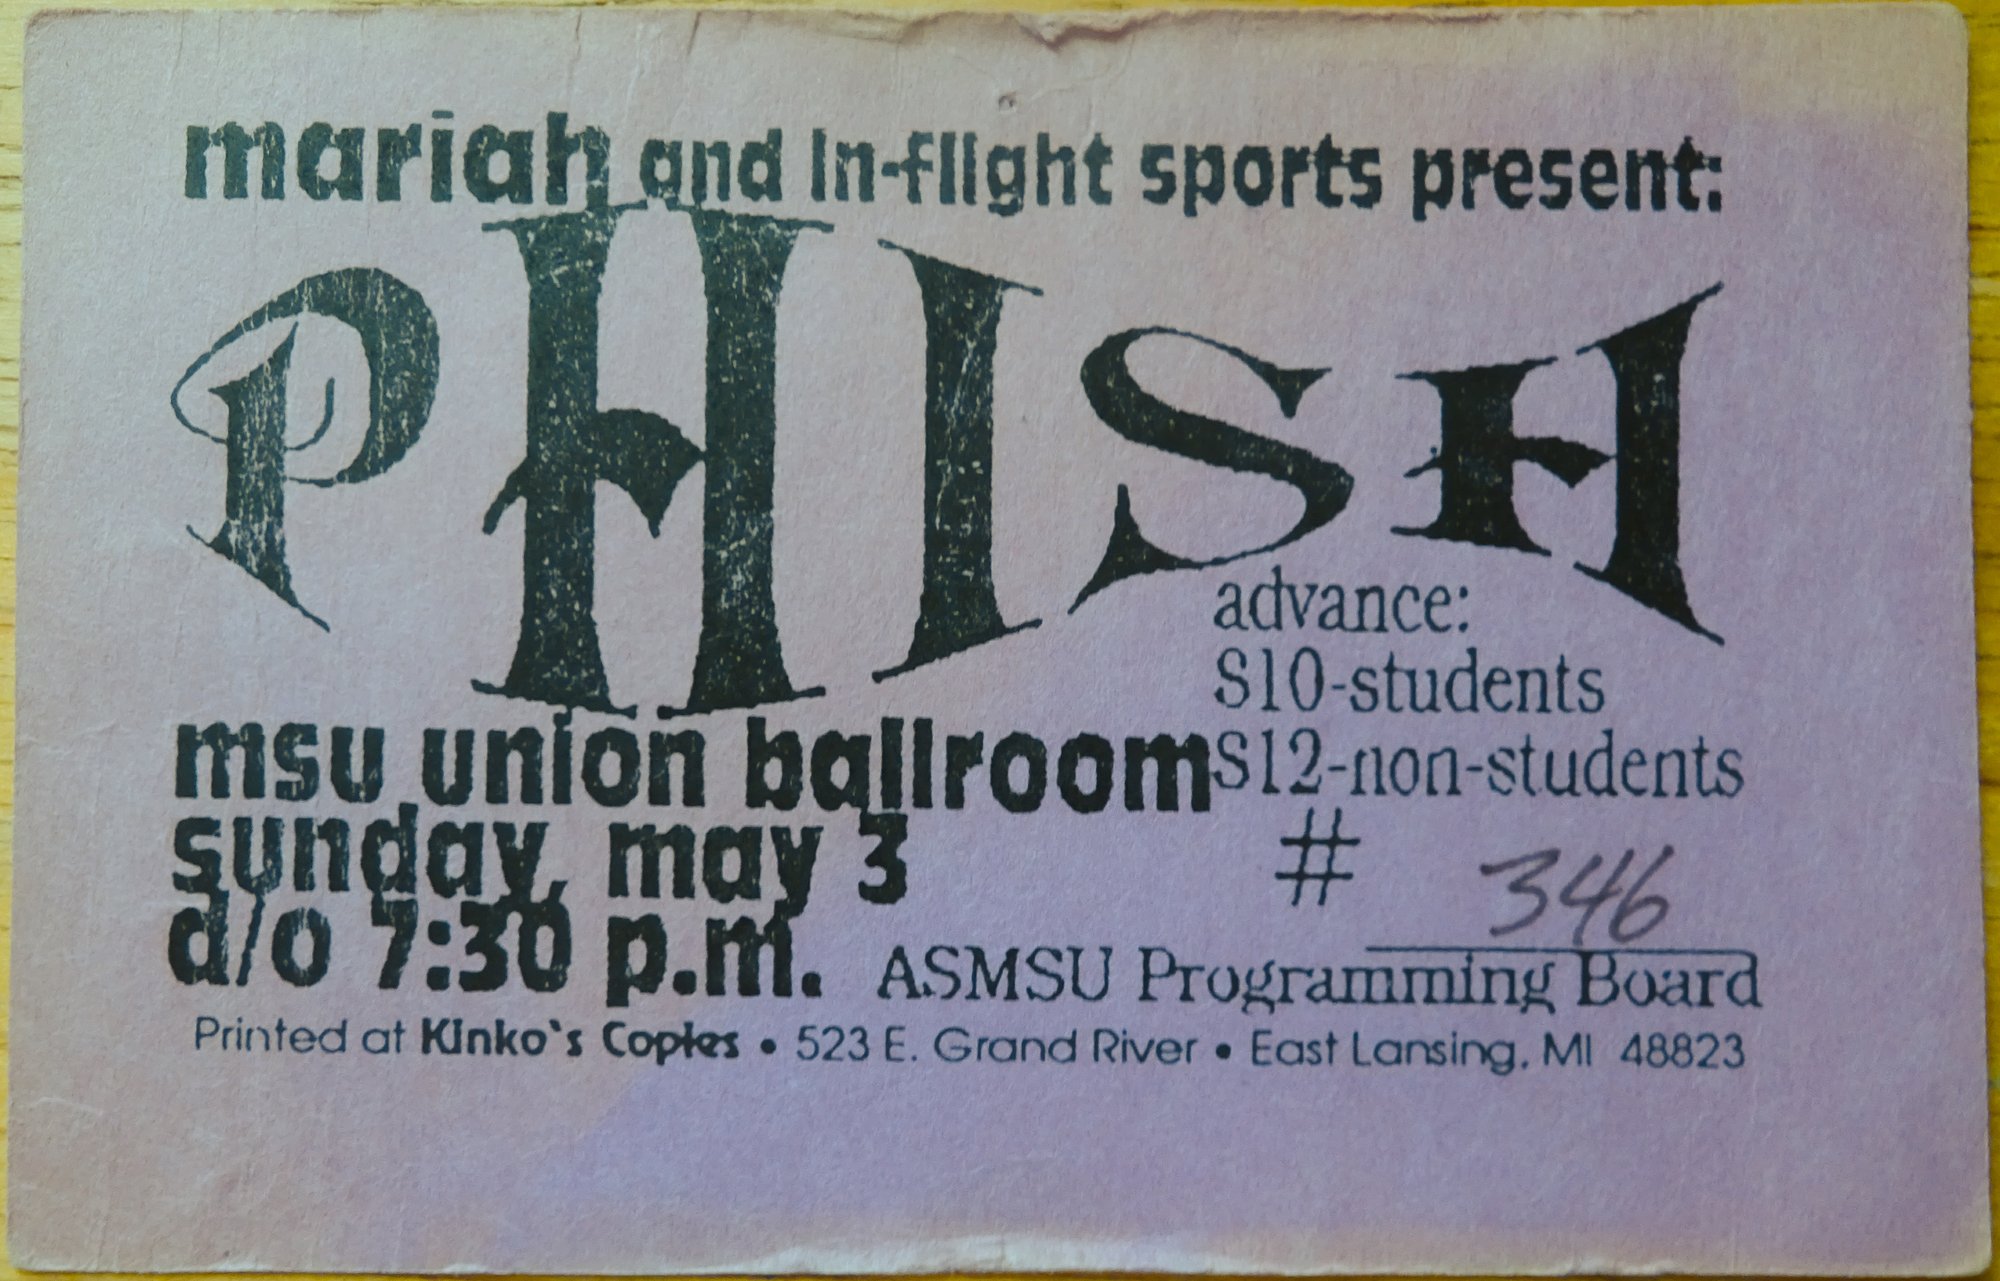 mariah and in-flight sports present:
PHISH
advance:
$10-students
msu union ballroom $12-non-students
sunday, may 3
# 346
d/o 7:30 p.m. ASMSU Programming Board
Printed at Kinko's Copies • 523 E. Grand River • East Lansing, MI 48823